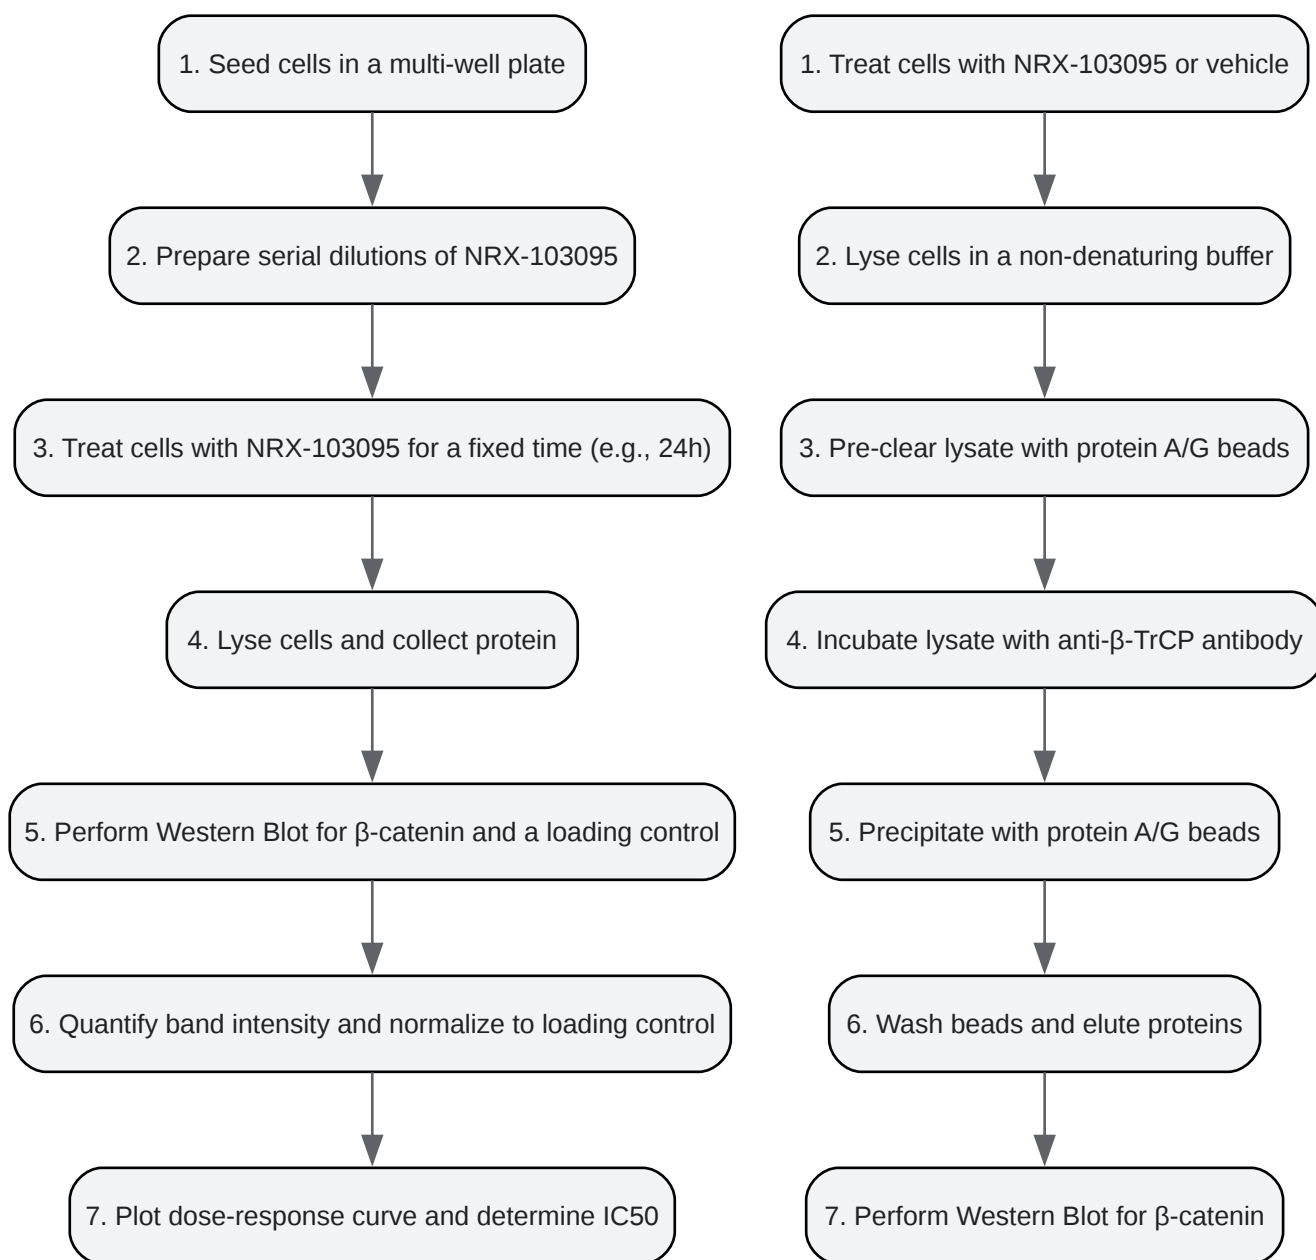 1. Seed cells in a multi-well plate
2. Prepare serial dilutions of NRX-103095
3. Treat cells with NRX-103095 for a fixed time (e.g., 24h)
4. Lyse cells and collect protein
5. Perform Western Blot for β-catenin and a loading control
6. Quantify band intensity and normalize to loading control
7. Plot dose-response curve and determine IC50
1. Treat cells with NRX-103095 or vehicle
2. Lyse cells in a non-denaturing buffer
3. Pre-clear lysate with protein A/G beads
4. Incubate lysate with anti-β-TrCP antibody
5. Precipitate with protein A/G beads
6. Wash beads and elute proteins
7. Perform Western Blot for β-catenin